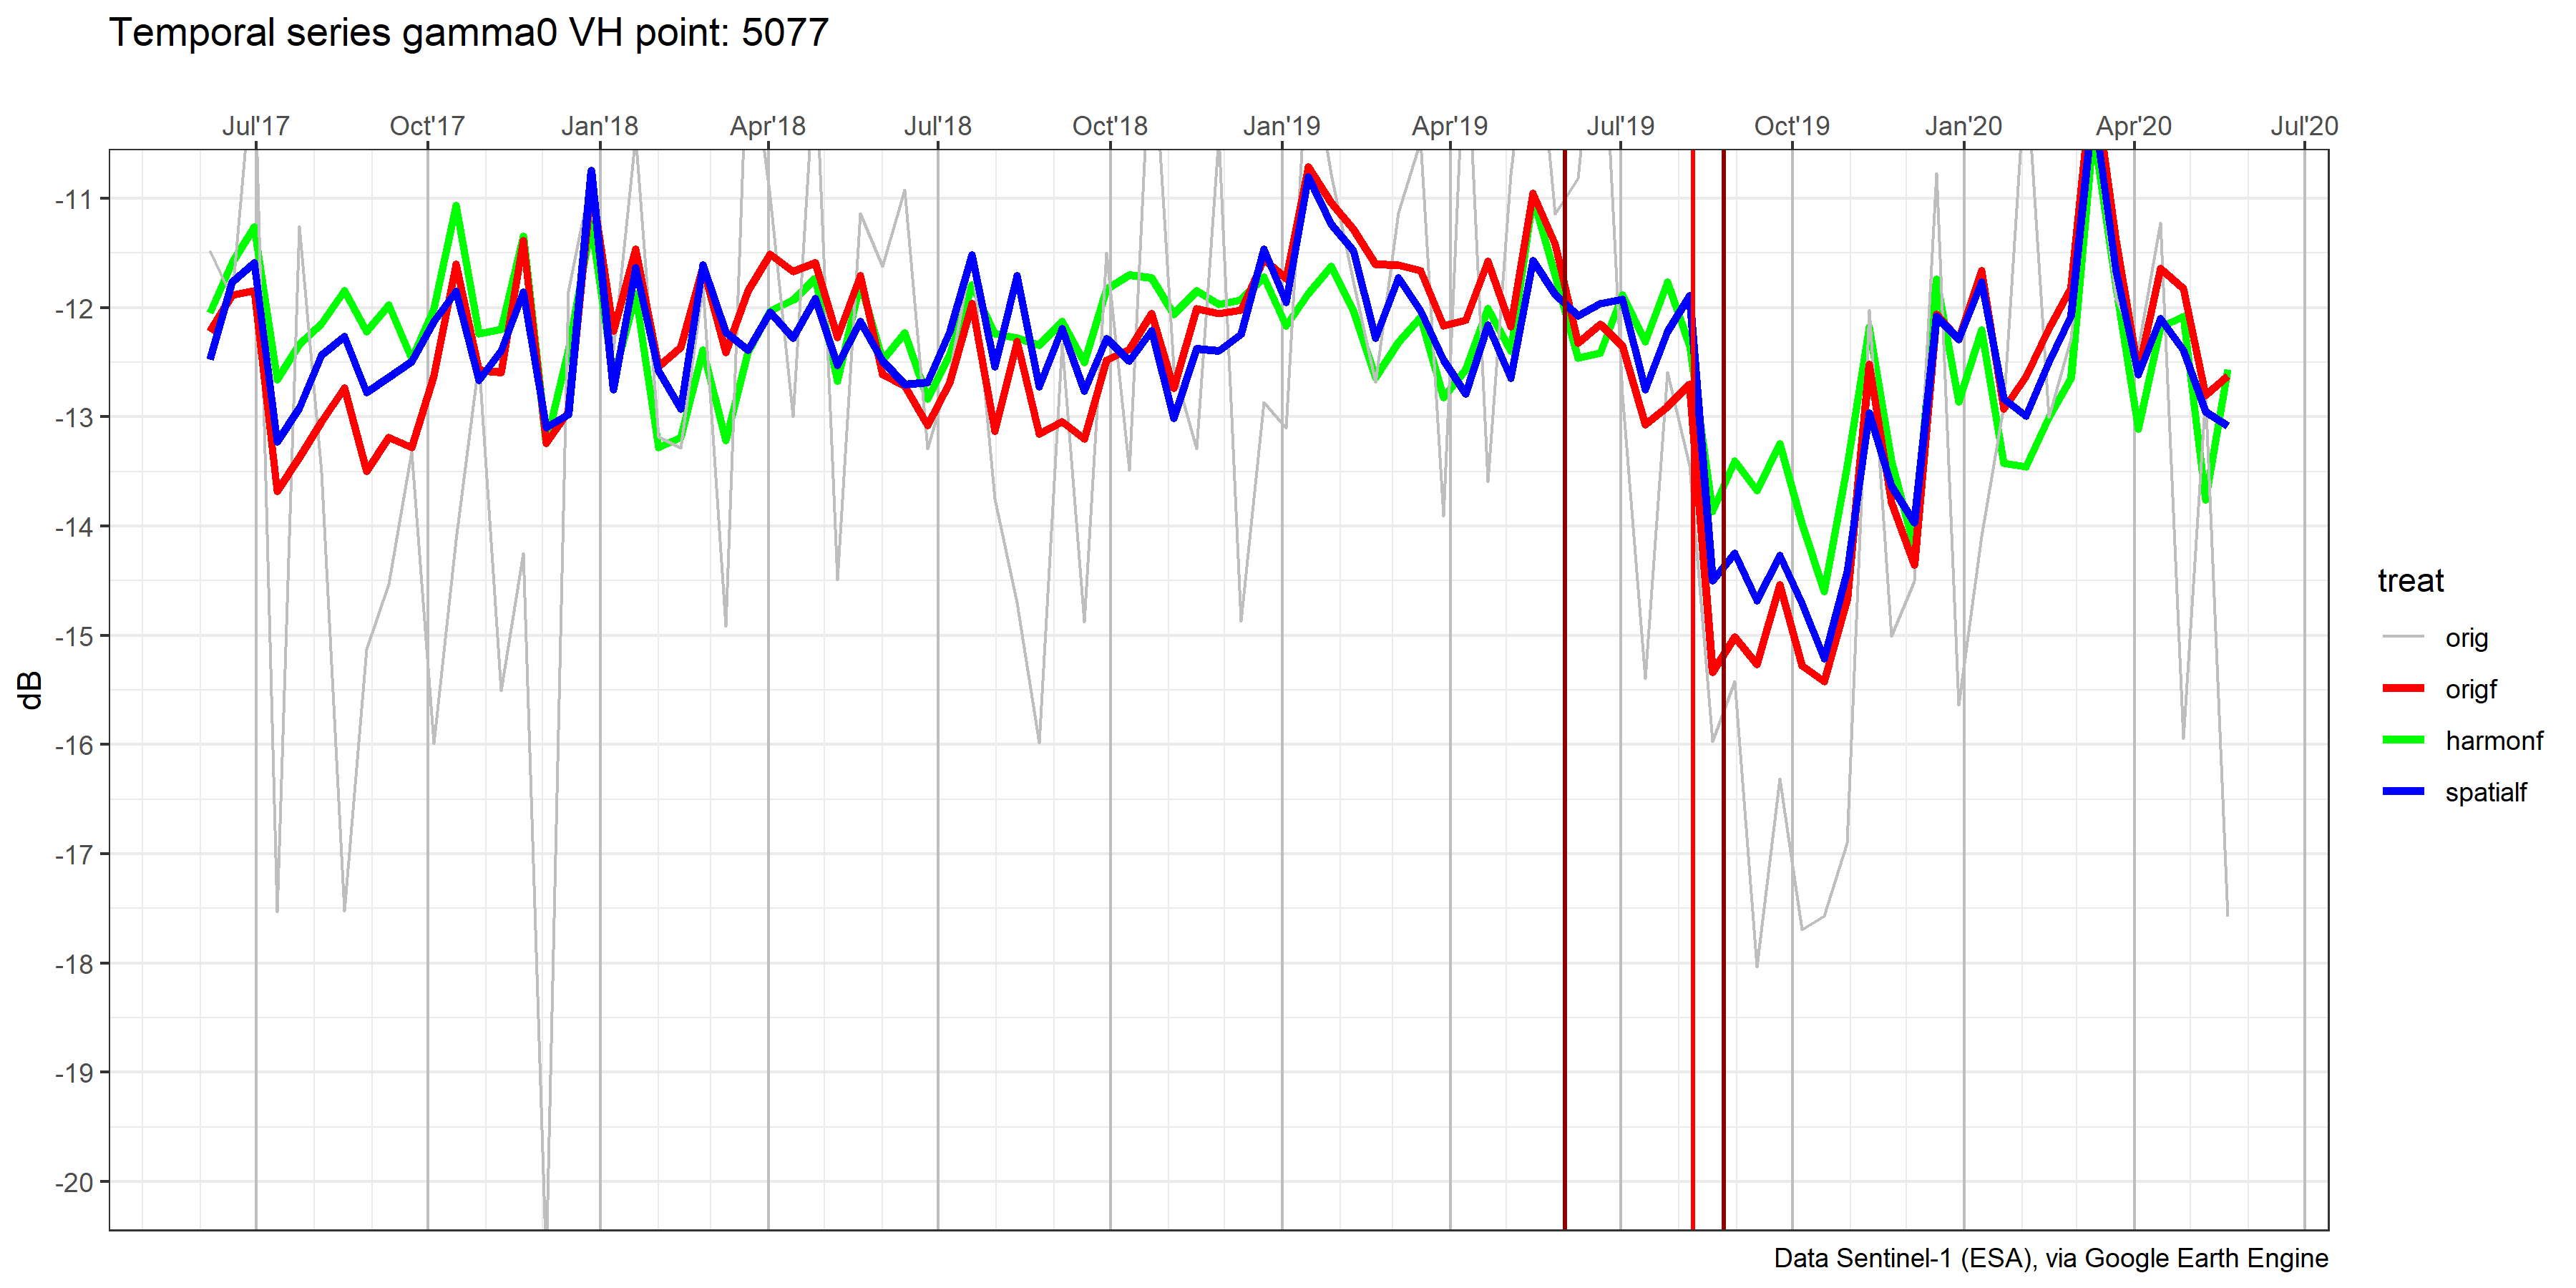 Temporal series gamma0 VH point: 5077
Jul'17 Oct'17 Jan'18 Apr'18 Jul'18 Oct'18 Jan'19 Apr'19 Jul'19 Oct'19 Jan'20 Apr'20 Jul'20
-11
-12
-13
-14
-15
-16
-17
-18
-19
-20
dB
treat
orig
origf
harmonf
spatialf
Data Sentinel-1 (ESA), via Google Earth Engine